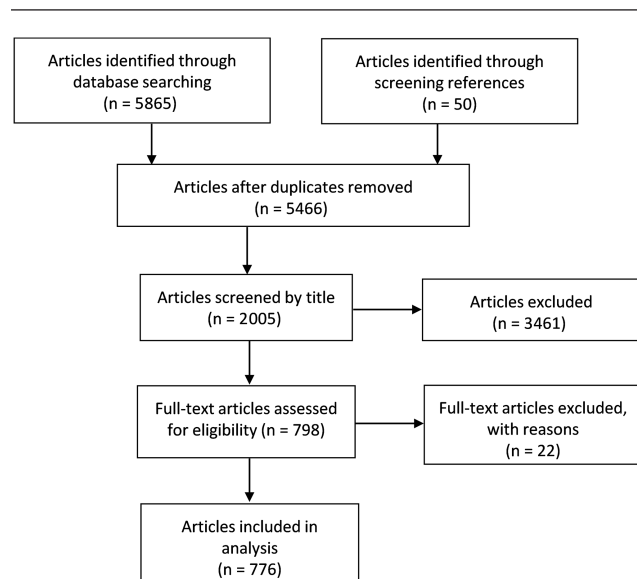 Articles identified through
database searching
(n = 5865)
Articles identified through
screening references
(n = 50)
Articles after duplicates removed
(n = 5466)
Articles screened by title
(n = 2005)
Articles excluded
(n = 3461)
Full-text articles assessed
for eligibility (n = 798)
Full-text articles excluded,
with reasons
(n = 22)
Articles included in
analysis
(n = 776)